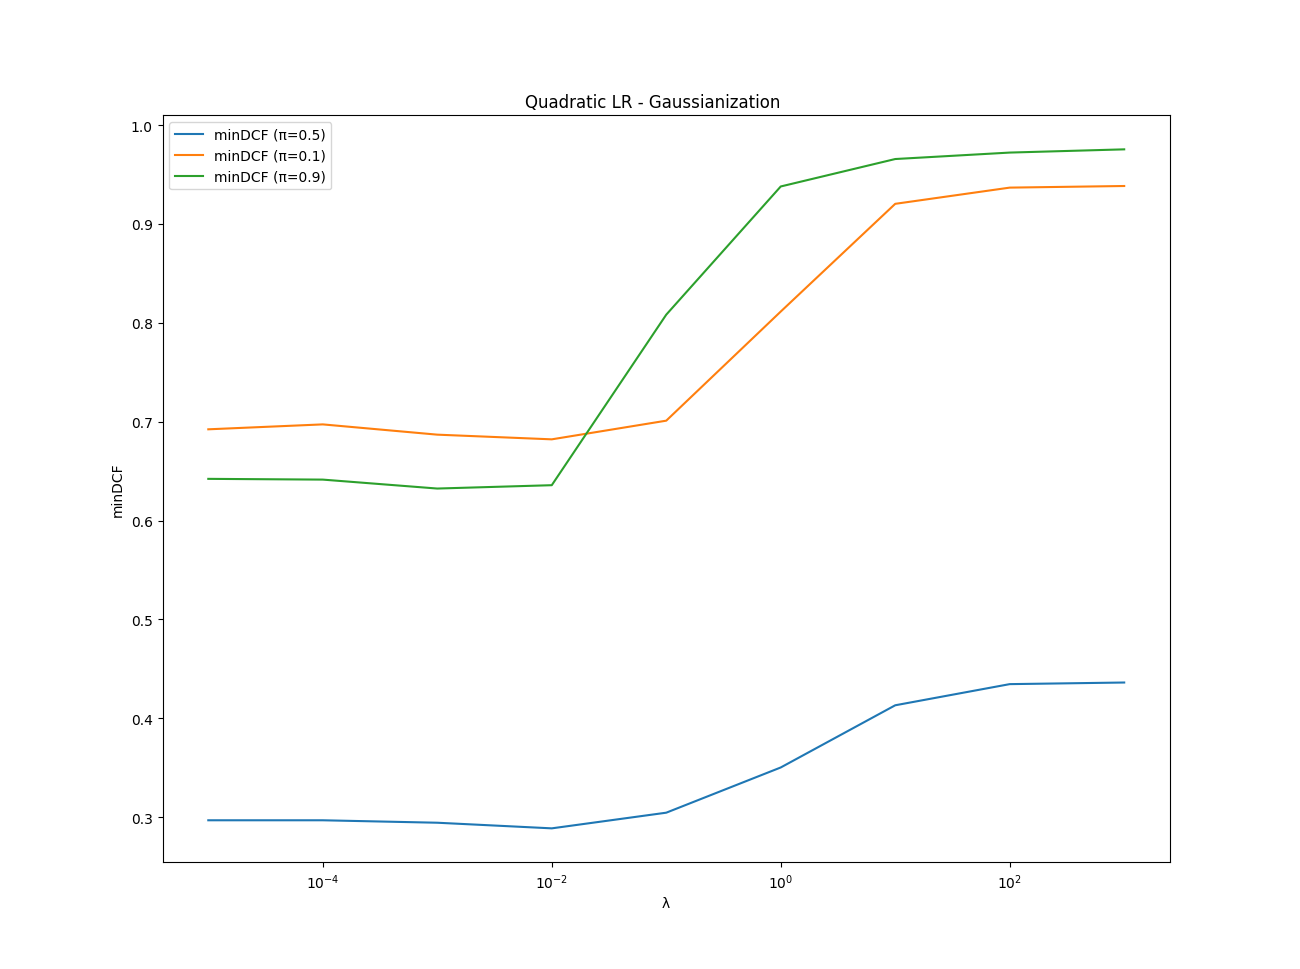 Quadratic LR - Gaussianization
minDCF (π=0.5)
minDCF (π=0.1)
minDCF (π=0.9)
minDCF
1.0
0.9
0.8
0.7
0.6
0.5
0.4
0.3
10⁻⁴ 10⁻² 10⁰ 10²
λ